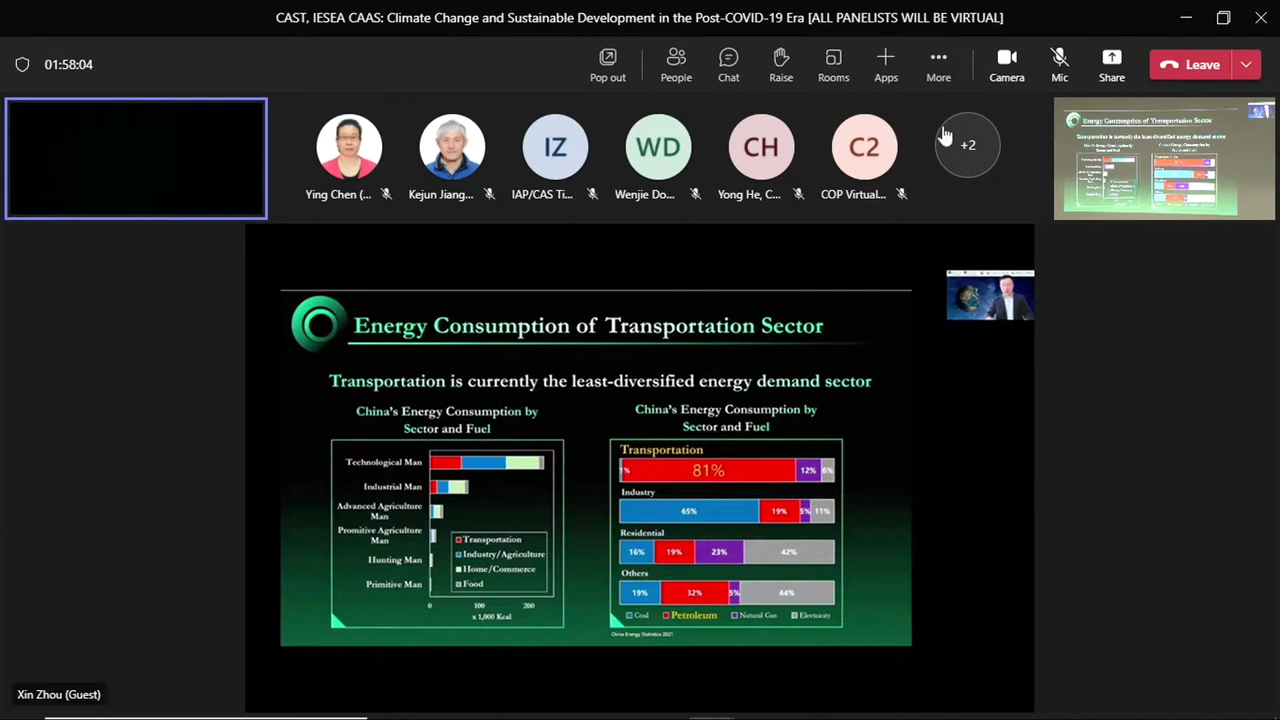 CAST, IESEA CAAS: Climate Change and Sustainable Development in the Post-COVID-19 Era [ALL PANELISTS WILL BE VIRTUAL]
01:58:04
Pop out
People
Chat
Raise
Rooms
Apps
More
Camera
Mic
Share
Leave
IZ
WD
CH
C2
+2
Ying Chen (...
Kejun Jiang...
IAP/CAS Ti...
Wenjie Do...
Yong He, C...
COP Virtual...
Energy Consumption of Transportation Sector
Transportation is currently the least-diversified energy demand sector
China's Energy Consumption by
Sector and Fuel
Technological Man
Industrial Man
Advanced Agriculture
Man
Promitive Agriculture
Man
Hunting Man
Primitive Man
Transportation
Industry/Agriculture
Home/Commerce
Food
0 100 200
x 1,000 Kcal
China's Energy Consumption by
Sector and Fuel
Transportation
1% 81% 12% 6%
Industry
65% 19% 5% 11%
Residential
16% 19% 23% 42%
Others
19% 32% 5% 44%
Coal Petroleum Natural Gas Electricity
China Energy Statistics 2021
Xin Zhou (Guest)